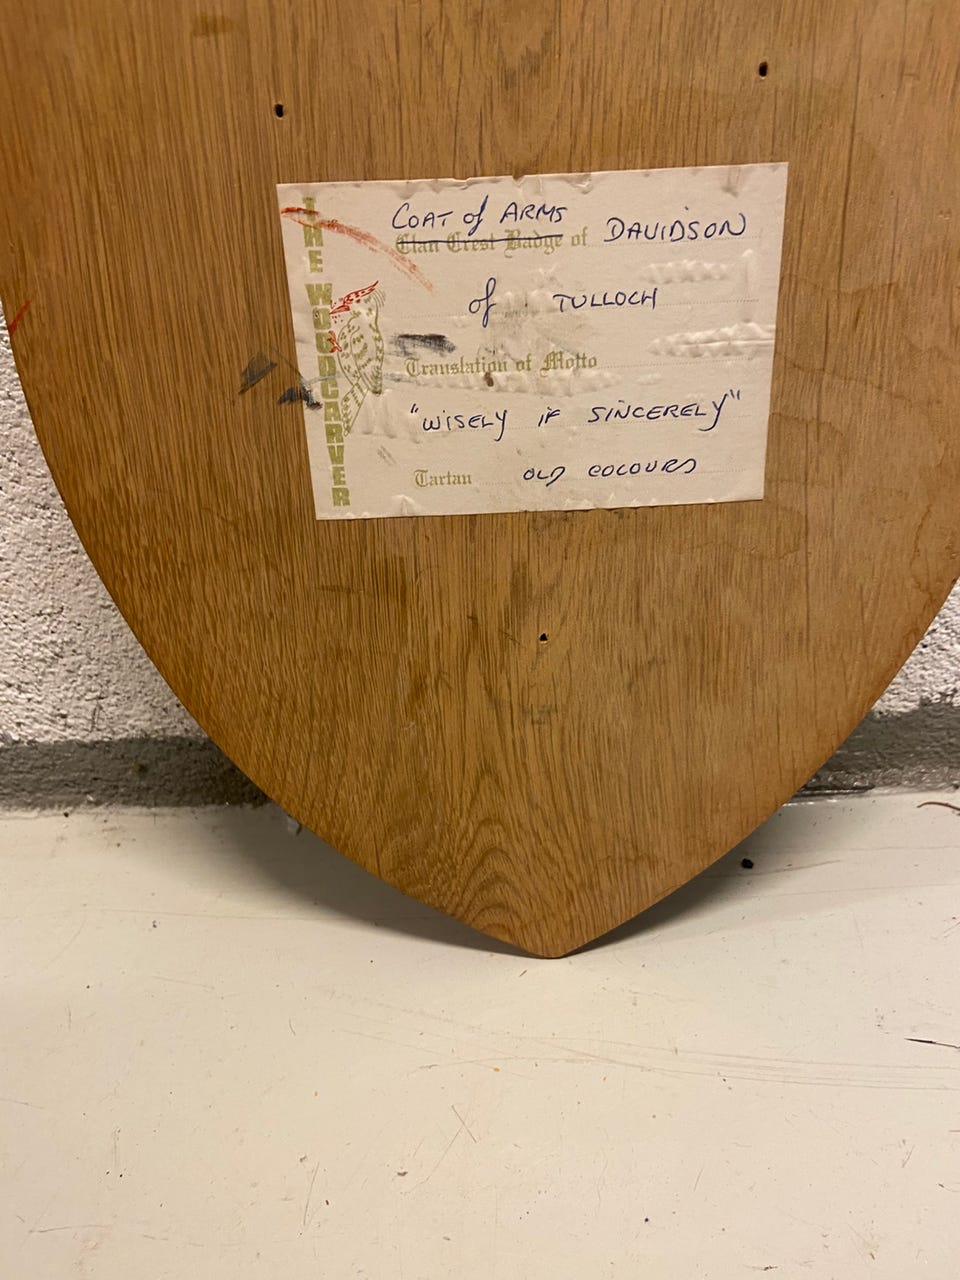 THE WOODCARVER
COAT of ARMS
Clan Crest Badge of DAVIDSON
of TULLOCH
Translation of Motto
"WISELY if SINCERELY"
Tartan OLD COLOURS